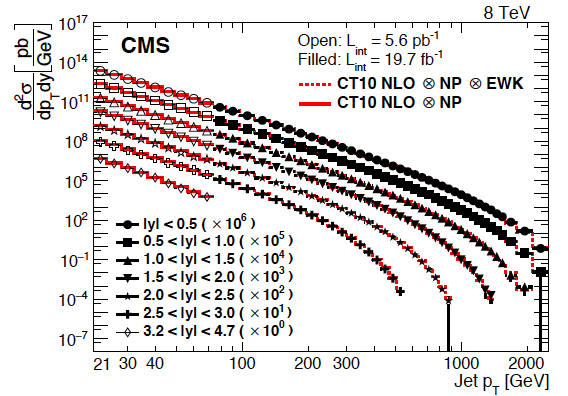 8 TeV
CMS
Open: L_int = 5.6 pb^-1
Filled: L_int = 19.7 fb^-1
CT10 NLO ⊗ NP ⊗ EWK
CT10 NLO ⊗ NP
d²σ/dp_T dy [pb/GeV]
10^17
10^14
10^11
10^8
10^5
10^2
10^-1
10^-4
10^-7
|y| < 0.5 ( × 10^6)
0.5 < |y| < 1.0 ( × 10^5)
1.0 < |y| < 1.5 ( × 10^4)
1.5 < |y| < 2.0 ( × 10^3)
2.0 < |y| < 2.5 ( × 10^2)
2.5 < |y| < 3.0 ( × 10^1)
3.2 < |y| < 4.7 ( × 10^0)
21 30 40 100 200 300 1000 2000
Jet p_T [GeV]